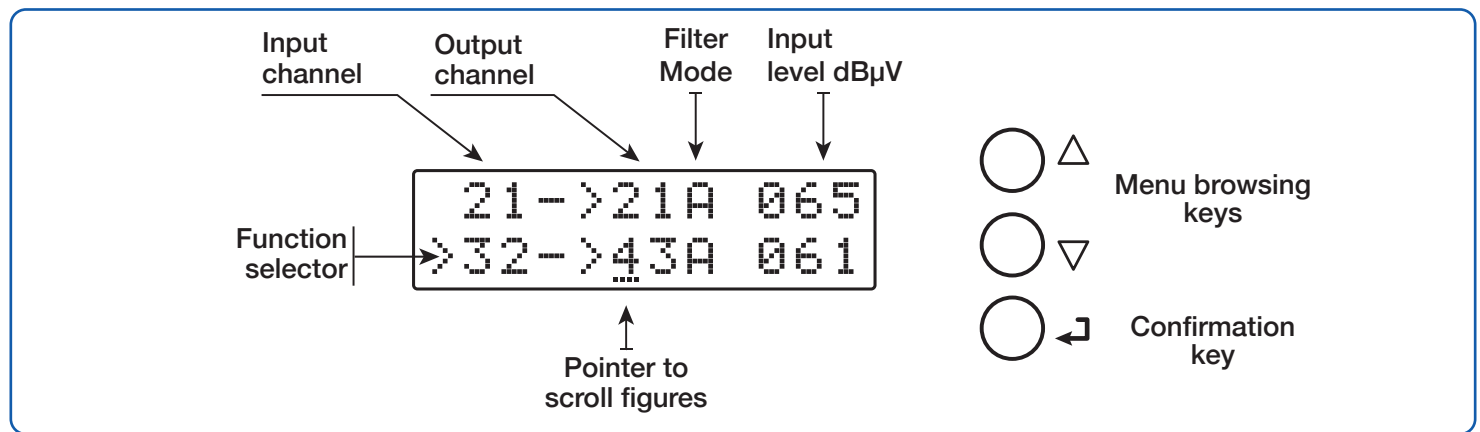 Input
channel
Output
channel
Filter
Mode
Input
level dBµV
21->21A 065
>32->43A 061
Function
selector
Pointer to
scroll figures
Menu browsing
keys
Confirmation
key